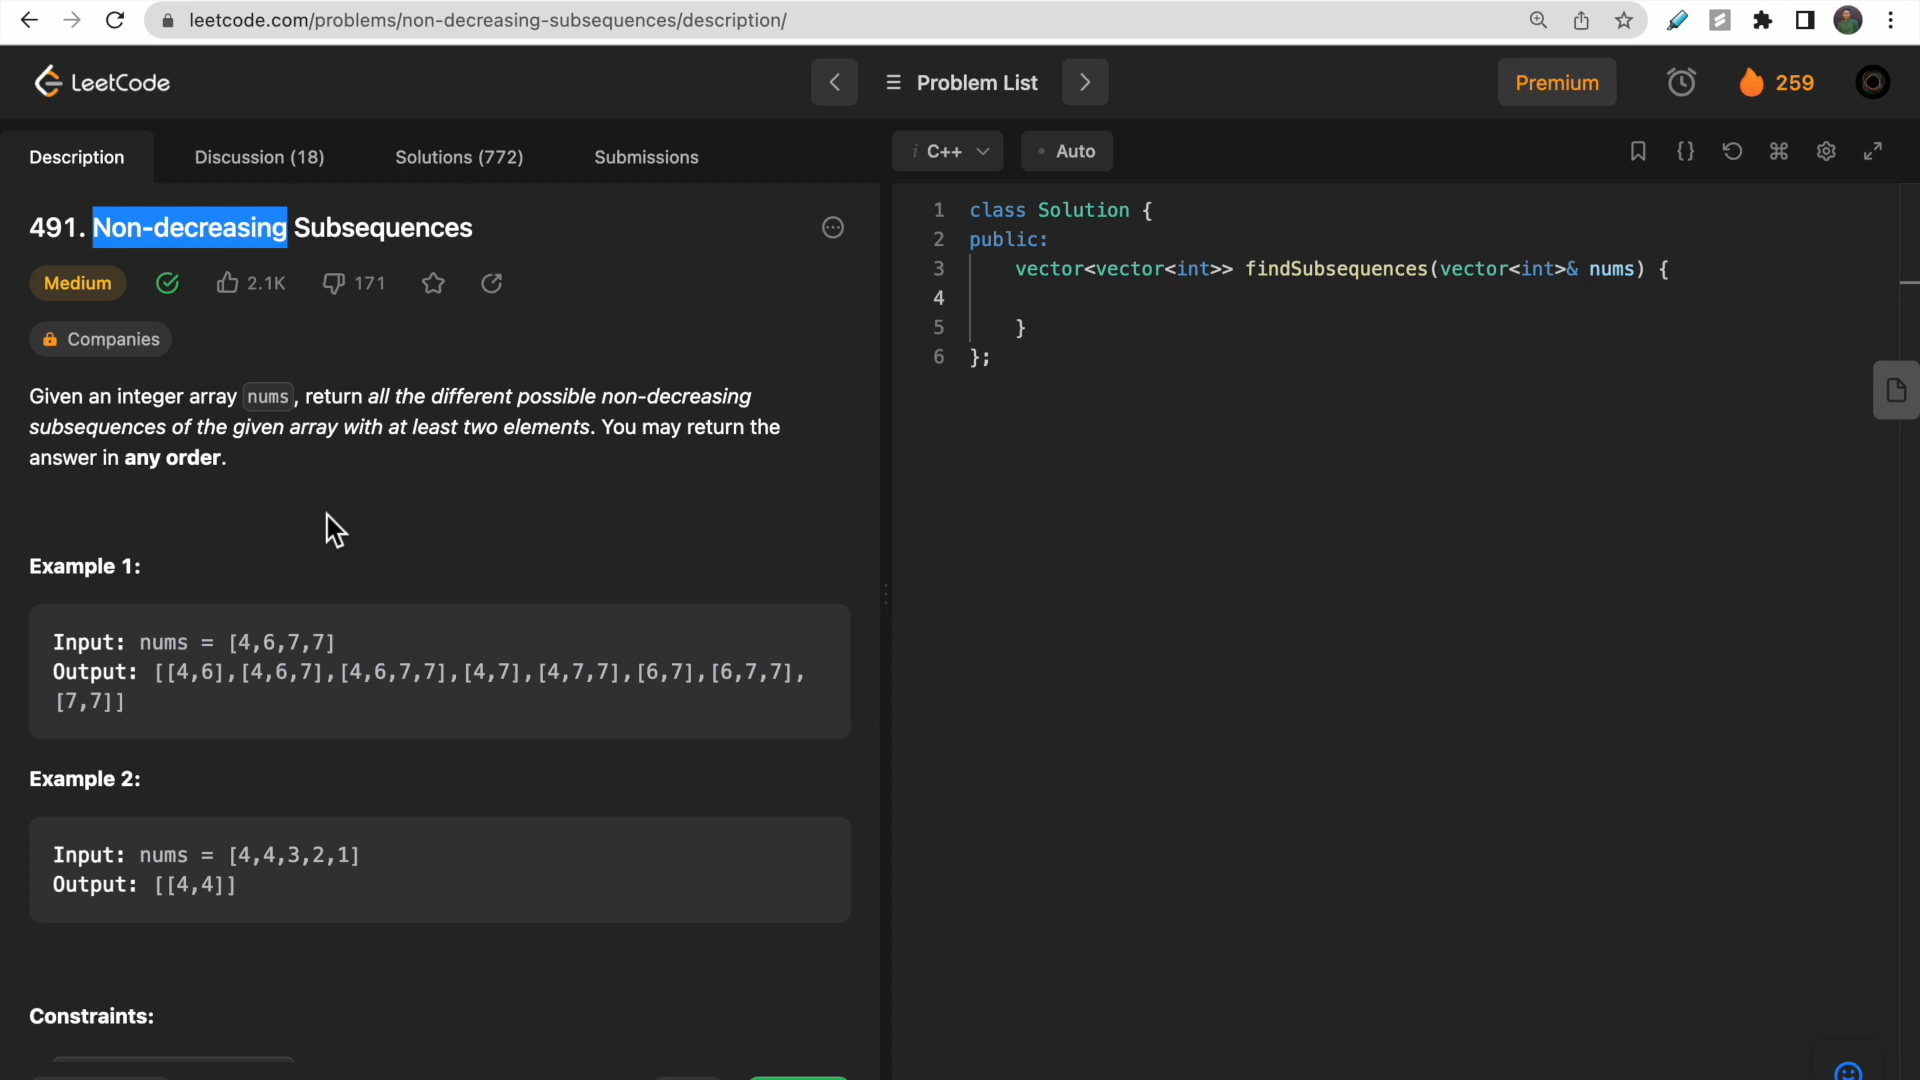 leetcode.com/problems/non-decreasing-subsequences/description/
LeetCode
Problem List
Premium
259
Description
Discussion (18)
Solutions (772)
Submissions
i C++
• Auto
491. Non-decreasing Subsequences
Medium
2.1K
171
Companies
Given an integer array nums, return all the different possible non-decreasing
subsequences of the given array with at least two elements. You may return the
answer in any order.
Example 1:
Input: nums = [4,6,7,7]
Output: [[4,6],[4,6,7],[4,6,7,7],[4,7],[4,7,7],[6,7],[6,7,7],
[7,7]]
Example 2:
Input: nums = [4,4,3,2,1]
Output: [[4,4]]
Constraints:
1 class Solution {
2 public:
3 vector<vector<int>> findSubsequences(vector<int>& nums) {
4
5 }
6 };